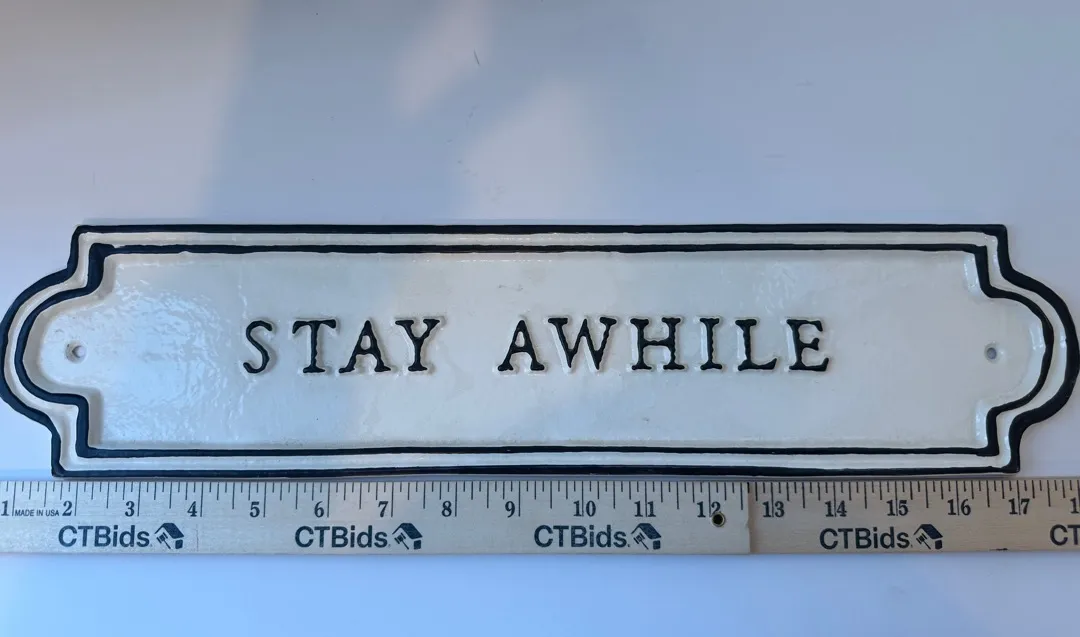 STAY AWHILE
1 MADE IN USA 2 3 4 5 6 7 8 9 10 11 12 13 14 15 16 17
CTBids CTBids CTBids CTBids CT